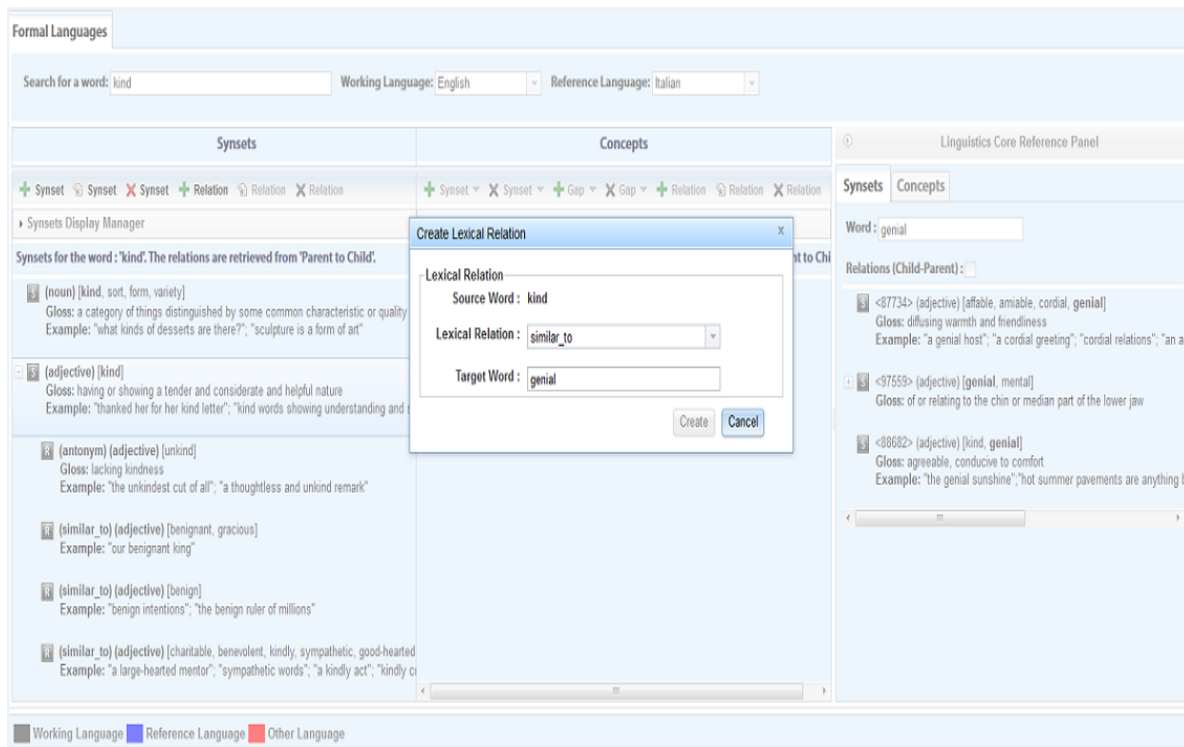 Formal Languages
Search for a word: kind Working Language: English Reference Language: Italian
Synsets Concepts
Linguistics Core Reference Panel
Synset Synset Synset Relation Relation Relation
Synset Synset Gap Gap Relation Relation Relation
Synsets Display Manager
Synsets for the word : 'kind'. The relations are retrieved from 'Parent to Child'.
nt to Chi
S (noun) [kind, sort, form, variety]
Gloss: a category of things distinguished by some common characteristic or quality
Example: "what kinds of desserts are there?"; "sculpture is a form of art"
S (adjective) [kind]
Gloss: having or showing a tender and considerate and helpful nature
Example: "thanked her for her kind letter"; "kind words showing understanding and s
R (antonym) (adjective) [unkind]
Gloss: lacking kindness
Example: "the unkindest cut of all"; "a thoughtless and unkind remark"
R (similar_to) (adjective) [benignant, gracious]
Example: "our benignant king"
R (similar_to) (adjective) [benign]
Example: "benign intentions"; "the benign ruler of millions"
R (similar_to) (adjective) [charitable, benevolent, kindly, sympathetic, good-hearted
Example: "a large-hearted mentor"; "sympathetic words"; "a kindly act"; "kindly c
Create Lexical Relation X
Lexical Relation
Source Word : kind
Lexical Relation : similar_to
Target Word : genial
Create Cancel
Synsets Concepts
Word : genial
Relations (Child-Parent) :
S <87734> (adjective) [affable, amiable, cordial, genial]
Gloss: diffusing warmth and friendliness
Example: "a genial host"; "a cordial greeting"; "cordial relations"; "an a
S <97559> (adjective) [genial, mental]
Gloss: of or relating to the chin or median part of the lower jaw
S <88682> (adjective) [kind, genial]
Gloss: agreeable, conducive to comfort
Example: "the genial sunshine";"hot summer pavements are anything b
Working Language Reference Language Other Language